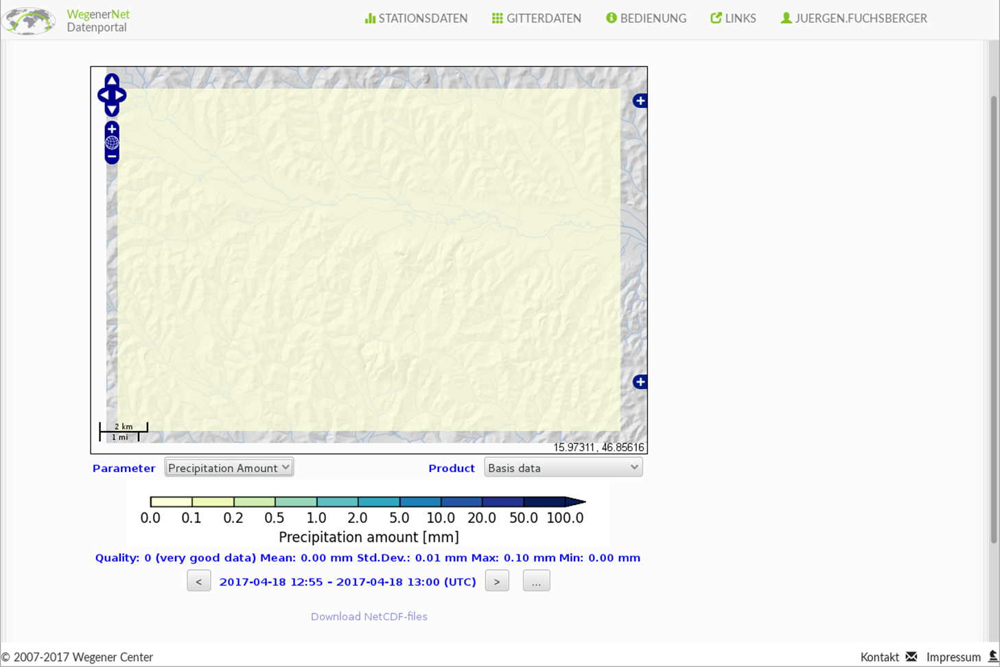 WegenerNet
Datenportal
STATIONSDATEN GITTERDATEN BEDIENUNG LINKS JUERGEN.FUCHSBERGER
2 km
1 mi
15.97311, 46.85616
Parameter Precipitation Amount Product Basis data
0.0 0.1 0.2 0.5 1.0 2.0 5.0 10.0 20.0 50.0 100.0
Precipitation amount [mm]
Quality: 0 (very good data) Mean: 0.00 mm Std.Dev.: 0.01 mm Max: 0.10 mm Min: 0.00 mm
< 2017-04-18 12:55 - 2017-04-18 13:00 (UTC) > ...
Download NetCDF-files
© 2007-2017 Wegener Center Kontakt Impressum